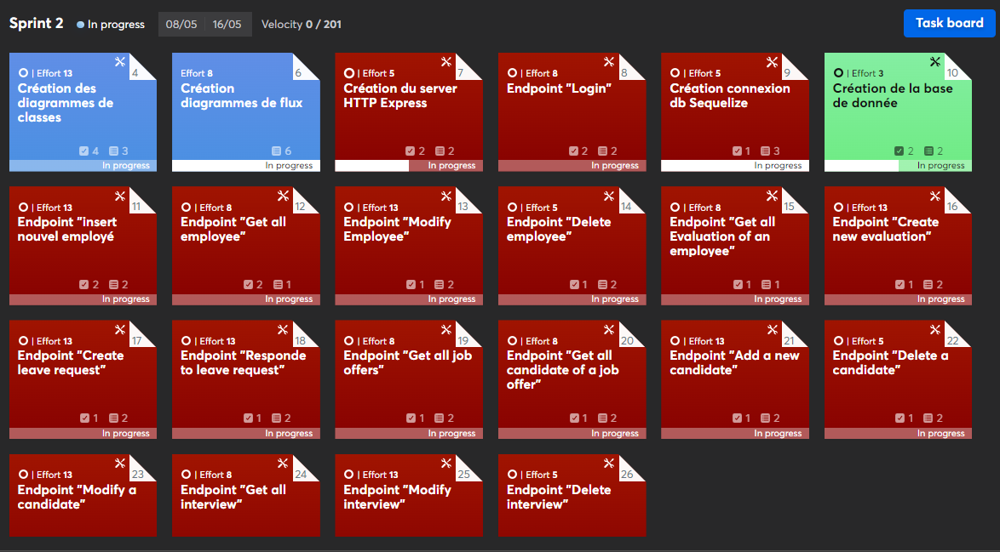 Sprint 2 In progress 08/05 16/05 Velocity 0 / 201 Task board
| Effort 13 4
Création des
diagrammes de
classes
4 3
In progress
Effort 8 6
Création
diagrammes de flux
6
In progress
| Effort 5 7
Création du server
HTTP Express
2 2
In progress
| Effort 8 8
Endpoint "Login"
2 2
In progress
| Effort 5 9
Création connexion
db Sequelize
1 3
In progress
| Effort 3 10
Création de la base
de donnée
2 2
In progress
| Effort 13 11
Endpoint "insert
nouvel employé
2 2
In progress
| Effort 8 12
Endpoint "Get all
employee"
2 1
In progress
| Effort 13 13
Endpoint "Modify
Employee"
1 2
In progress
| Effort 5 14
Endpoint "Delete
employee"
1 2
In progress
| Effort 8 15
Endpoint "Get all
Evaluation of an
employee"
1 1
In progress
| Effort 13 16
Endpoint "Create
new evaluation"
1 2
In progress
| Effort 13 17
Endpoint "Create
leave request"
1 2
In progress
| Effort 13 18
Endpoint "Responde
to leave request"
1 2
In progress
| Effort 8 19
Endpoint "Get all job
offers"
1 2
In progress
| Effort 8 20
Endpoint "Get all
candidate of a job
offer"
1 2
In progress
| Effort 13 21
Endpoint "Add a new
candidate"
1 2
In progress
| Effort 5 22
Endpoint "Delete a
candidate"
1 2
In progress
| Effort 13 23
Endpoint "Modify a
candidate"
| Effort 8 24
Endpoint "Get all
interview"
| Effort 13 25
Endpoint "Modify
interview"
| Effort 5 26
Endpoint "Delete
interview"